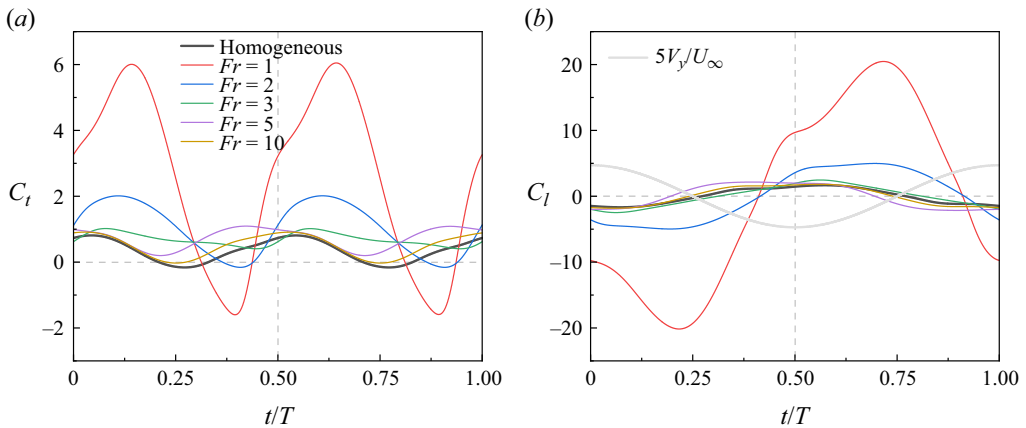 (a)
6
4
2
0
–2
C_t
Homogeneous
Fr = 1
Fr = 2
Fr = 3
Fr = 5
Fr = 10
0
0.25
0.50
0.75
1.00
t/T
(b)
20
10
0
–10
–20
C_l
5V_y/U_∞
0
0.25
0.50
0.75
1.00
t/T